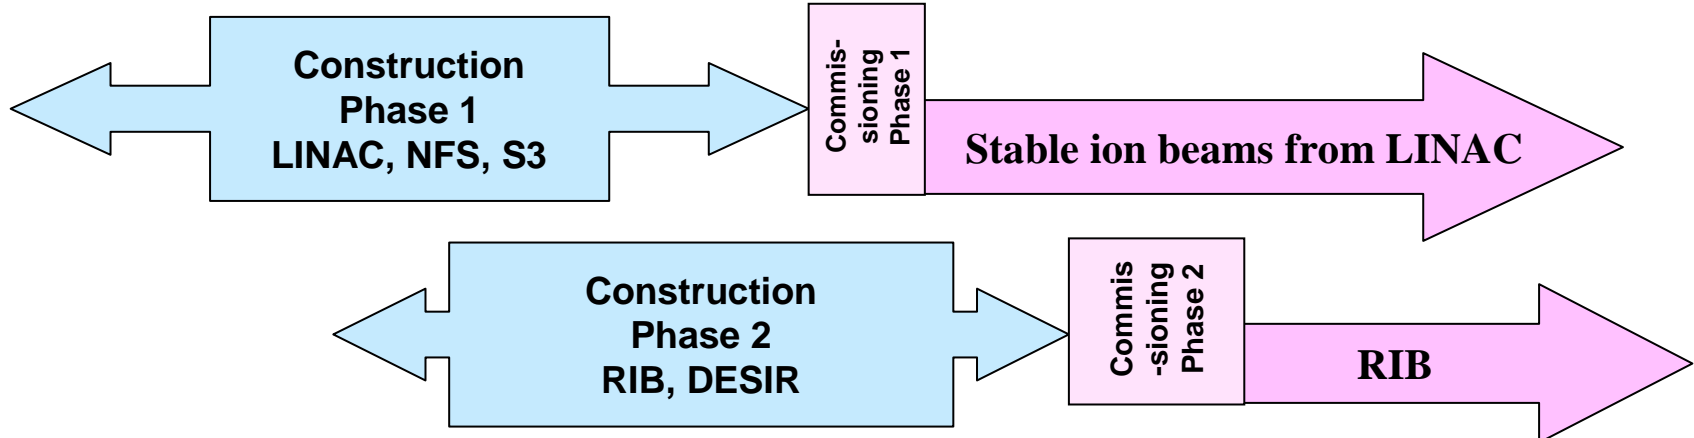 Construction
Phase 1
LINAC, NFS, S3
Commis-
sioning
Phase 1
Stable ion beams from LINAC
Construction
Phase 2
RIB, DESIR
Commis
-sioning
Phase 2
RIB